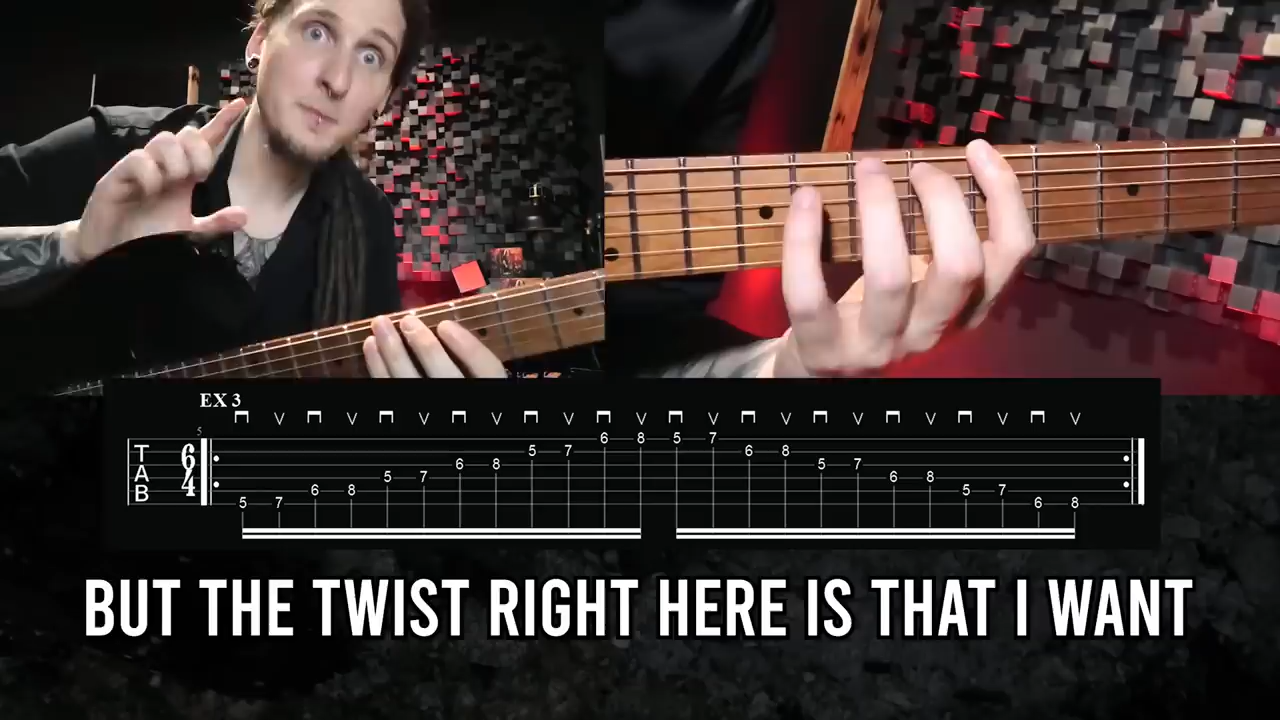 EX 3
5
T
A
B
6
4
6 8 5 7
5 7 6 8
6 8 5 7
5 7 6 8
6 8 5 7
5 7 6 8
BUT THE TWIST RIGHT HERE IS THAT I WANT